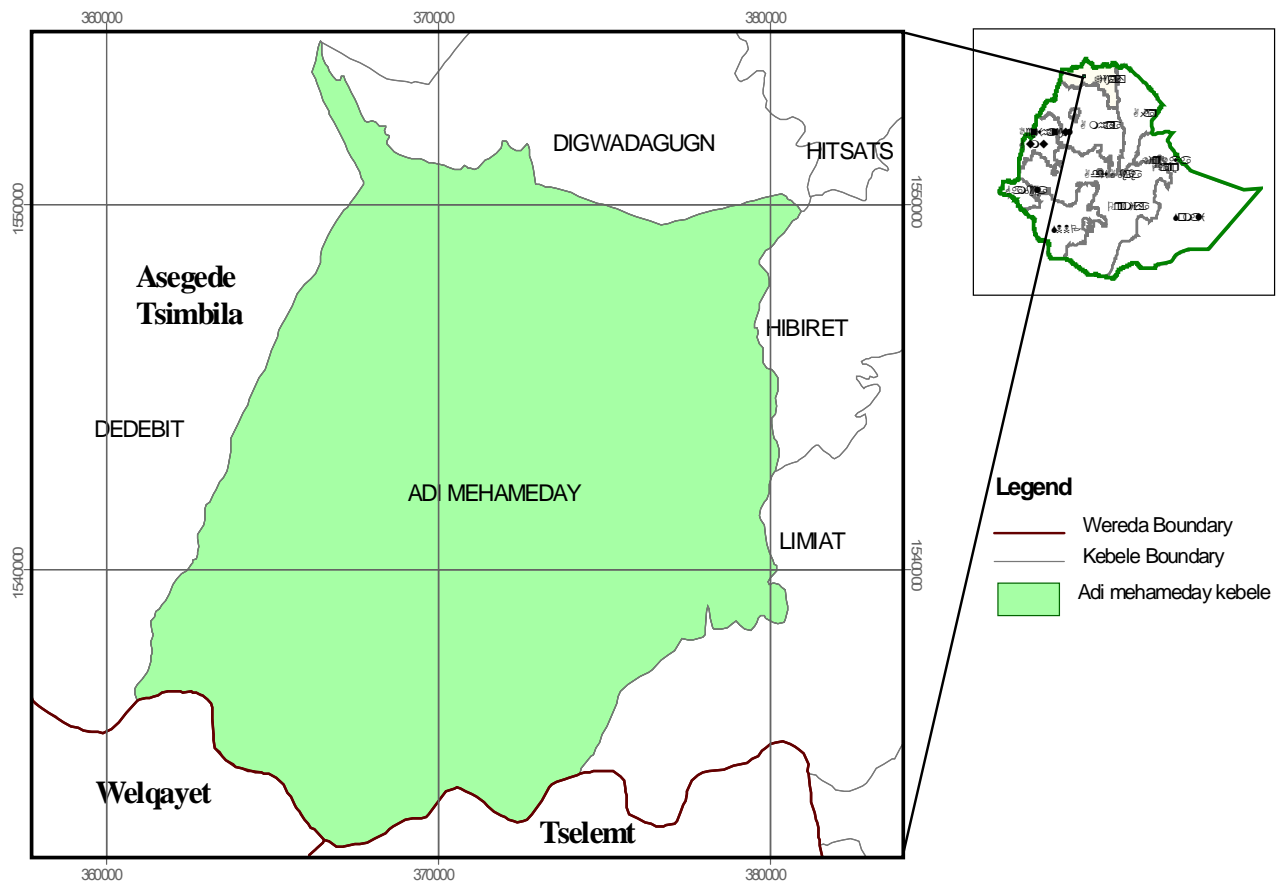 360000
370000
380000
DIGWADAGUGN
HITSATS
1550000
1550000
Asegede
Tsimbila
HIBIRET
DEDEBIT
ADI MEHAMEDAY
Legend
Wereda Boundary
Kebele Boundary
Adi mehameday kebele
LIMIAT
1540000
1540000
Welqayet
Tselemt
360000
370000
380000